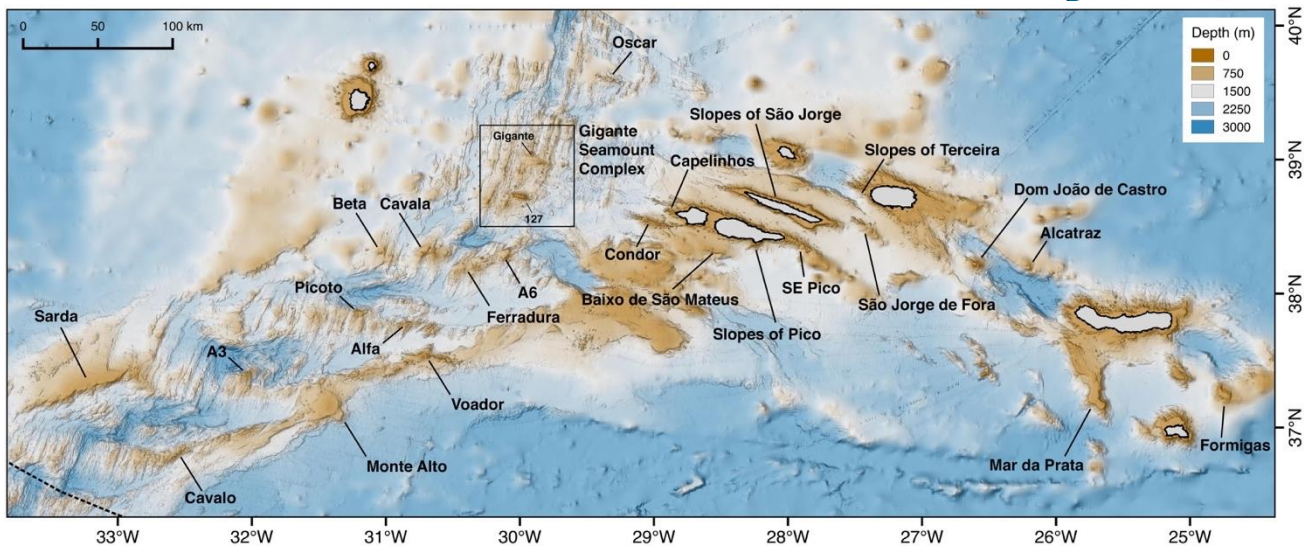 0 50 100 km
Oscar
Depth (m)
0
750
1500
2250
3000
40°N
39°N
38°N
37°N
Slopes of São Jorge
Gigante
Gigante
Seamount
Complex
127
Capelinhos
Slopes of Terceira
Dom João de Castro
Alcatraz
Beta
Cavala
Condor
Baixo de São Mateus
SE Pico
São Jorge de Fora
Slopes of Pico
A6
Ferradura
Picoto
Sarda
A3
Alfa
Voador
Monte Alto
Cavalo
Mar da Prata
Formigas
33°W 32°W 31°W 30°W 29°W 28°W 27°W 26°W 25°W